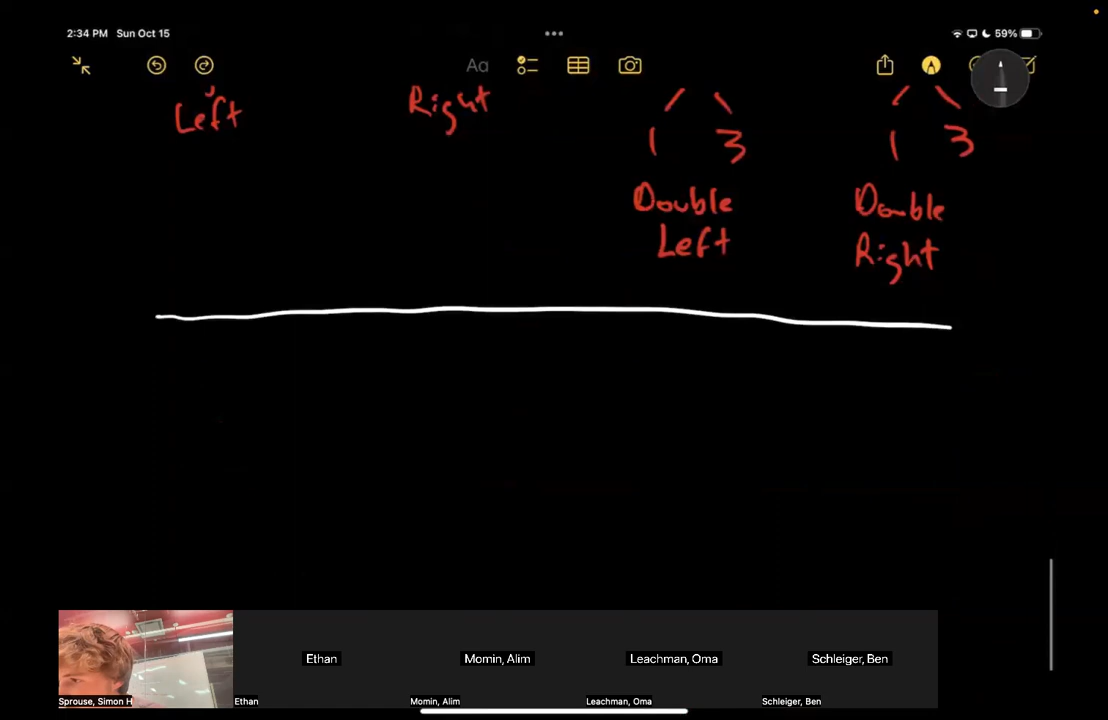 2:34 PM Sun Oct 15
59%
Aa
Left
Right
1 3
1 3
Double
Left
Double
Right
Ethan
Momin, Alim
Leachman, Oma
Schleiger, Ben
Sprouse, Simon H
Ethan
Momin, Alim
Leachman, Oma
Schleiger, Ben